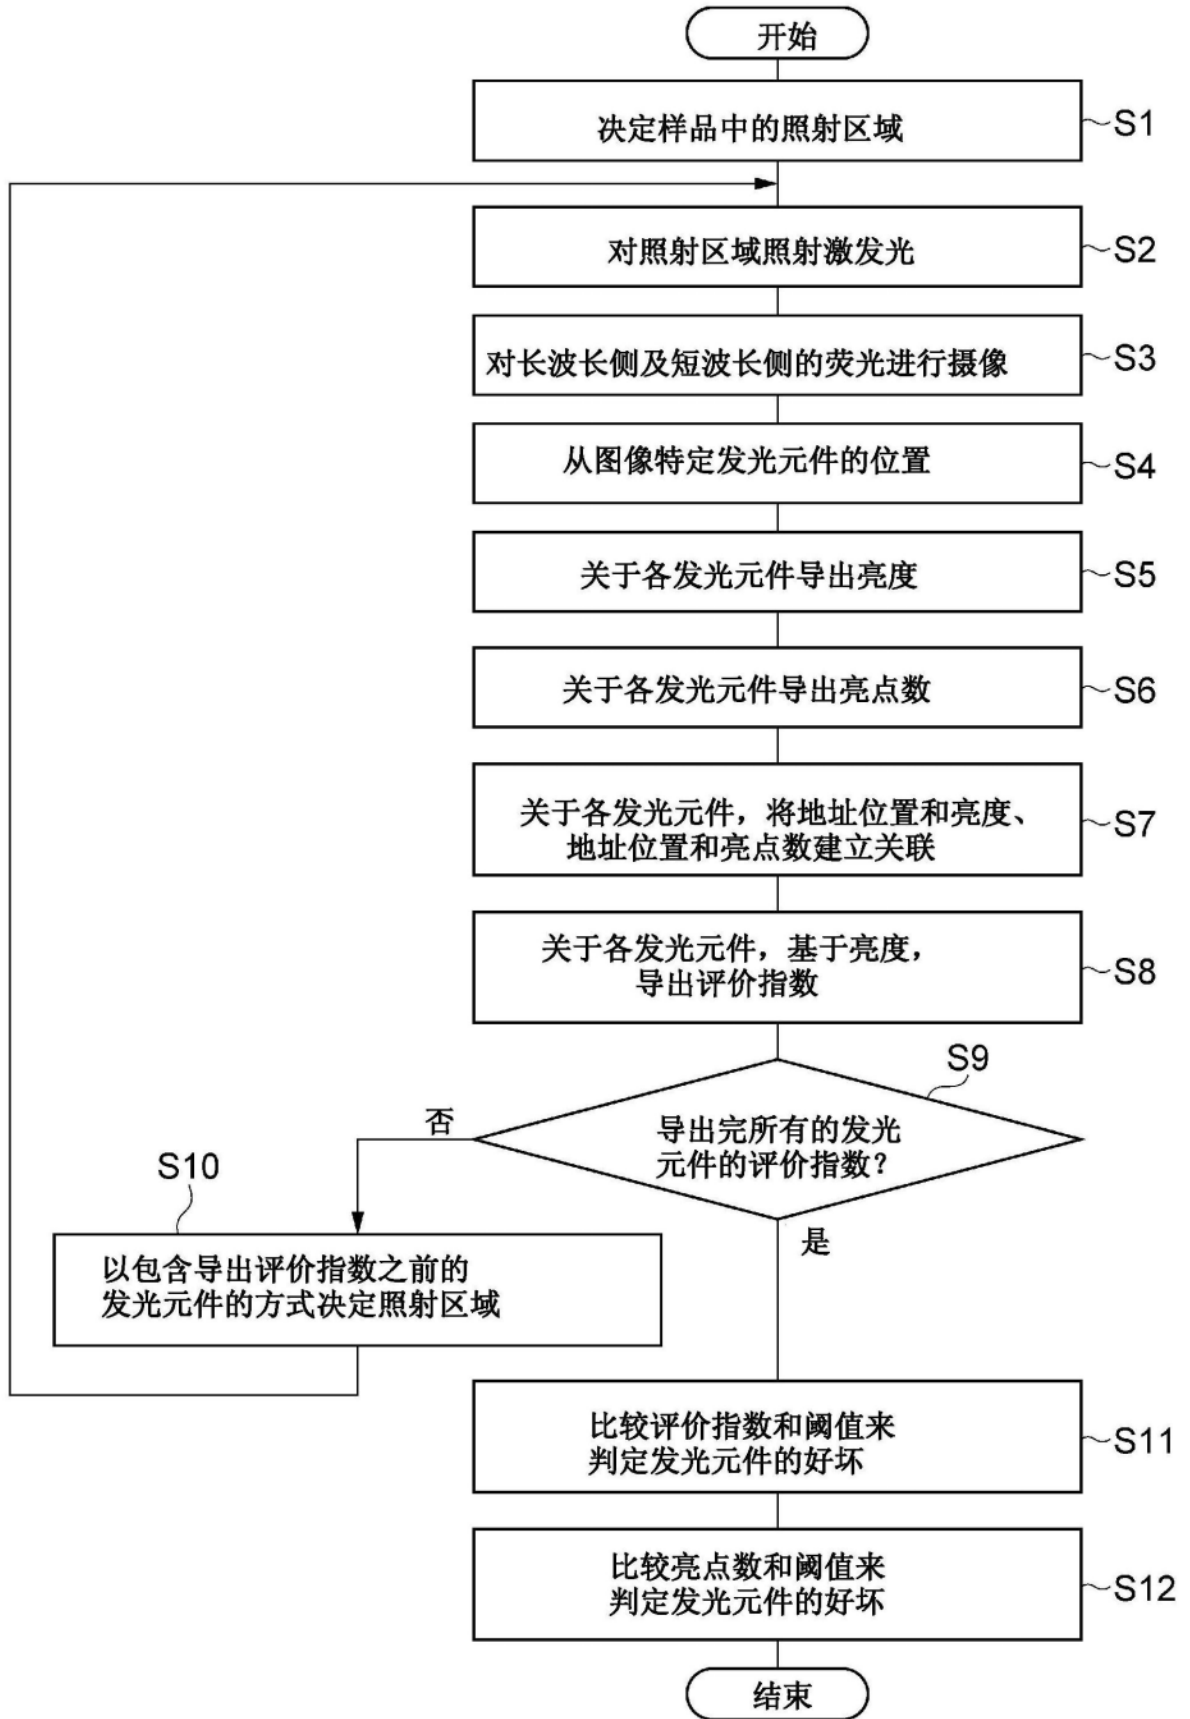 开始
决定样品中的照射区域
S1
对照射区域照射激发光
S2
对长波长侧及短波长侧的荧光进行摄像
S3
从图像特定发光元件的位置
S4
关于各发光元件导出亮度
S5
关于各发光元件导出亮点数
S6
关于各发光元件，将地址位置和亮度、
地址位置和亮点数建立关联
S7
关于各发光元件，基于亮度，
导出评价指数
S8
S9
导出完所有的发光
元件的评价指数?
否
是
S10
以包含导出评价指数之前的
发光元件的方式决定照射区域
比较评价指数和阈值来
判定发光元件的好坏
S11
比较亮点数和阈值来
判定发光元件的好坏
S12
结束